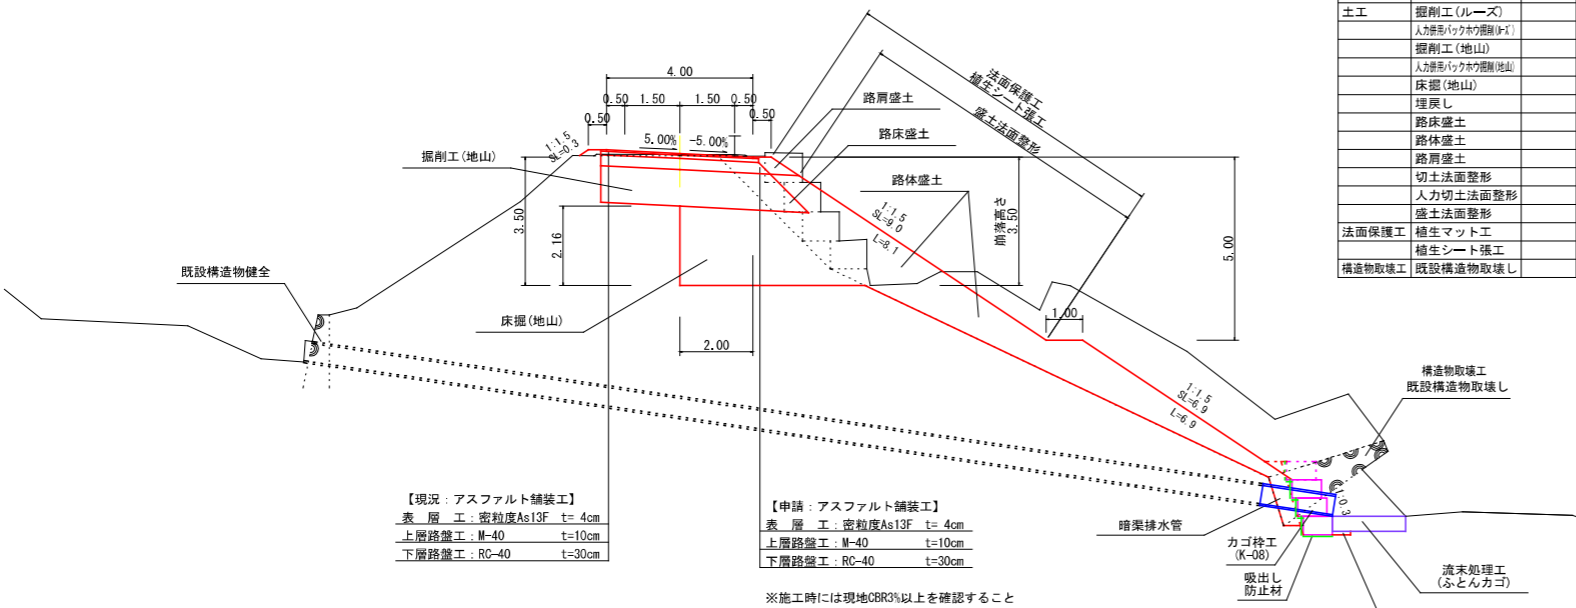 土工 掘削工(ルーズ)
人力併用バックホウ掘削(ルーズ)
掘削工(地山)
人力併用バックホウ掘削(地山)
床掘(地山)
埋戻し
路床盛土
路体盛土
路肩盛土
切土法面整形
人力切土法面整形
盛土法面整形
法面保護工 植生マット工
植生シート張工
構造物取壊工 既設構造物取壊し
法面保護工
植生シート張工
盛土法面整形
4.00
0.50 1.50 1.50 0.50
0.50
0.50
路肩盛土
路床盛土
路体盛土
1:1.5
SL=0.3
5.00%
-5.00%
掘削工(地山)
3.50
2.16
床掘(地山)
2.00
1:1.5
SL=9.0
L=8.1
崩落高さ
3.50
5.00
1.00
既設構造物健全
1:1.5
SL=6.9
L=6.9
構造物取壊工
既設構造物取壊し
1:0.3
【現況:アスファルト舗装工】
表 層 工:密粒度As13F t= 4cm
上層路盤工:M-40 t=10cm
下層路盤工:RC-40 t=30cm
【申請:アスファルト舗装工】
表 層 工:密粒度As13F t= 4cm
上層路盤工:M-40 t=10cm
下層路盤工:RC-40 t=30cm
※施工時には現地CBR3%以上を確認すること
暗渠排水管
カゴ枠工
(K-08)
吸出し
防止材
流末処理工
(ふとんカゴ)